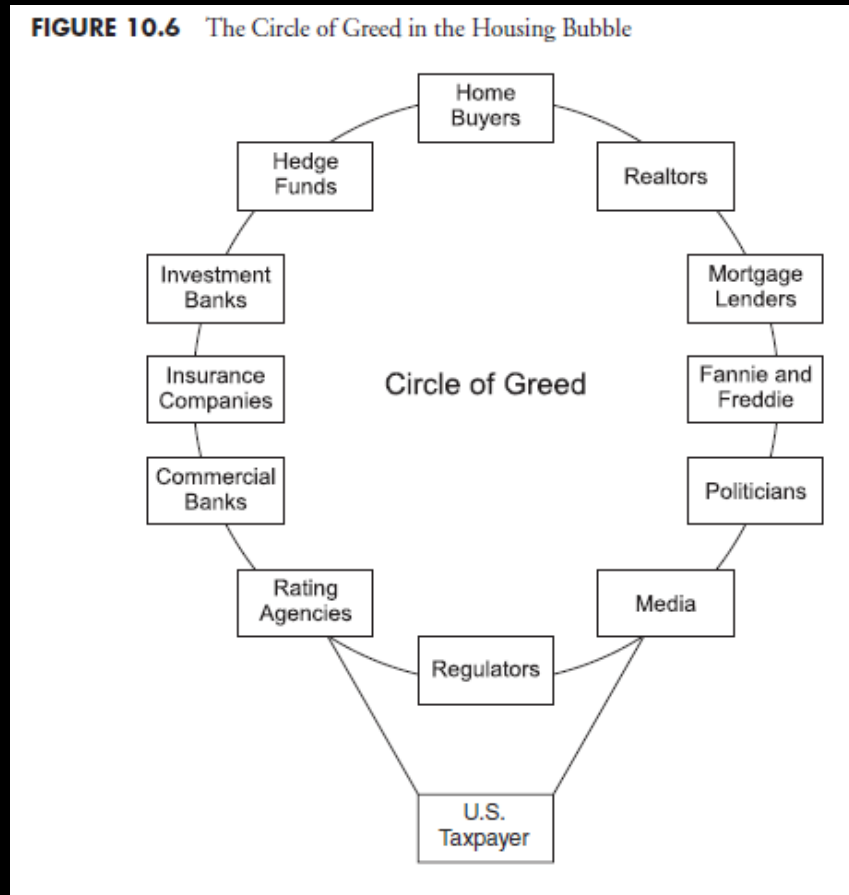 FIGURE 10.6 The Circle of Greed in the Housing Bubble
Home
Buyers
Hedge
Funds
Realtors
Investment
Banks
Mortgage
Lenders
Insurance
Companies
Circle of Greed
Fannie and
Freddie
Commercial
Banks
Politicians
Rating
Agencies
Media
Regulators
U.S.
Taxpayer